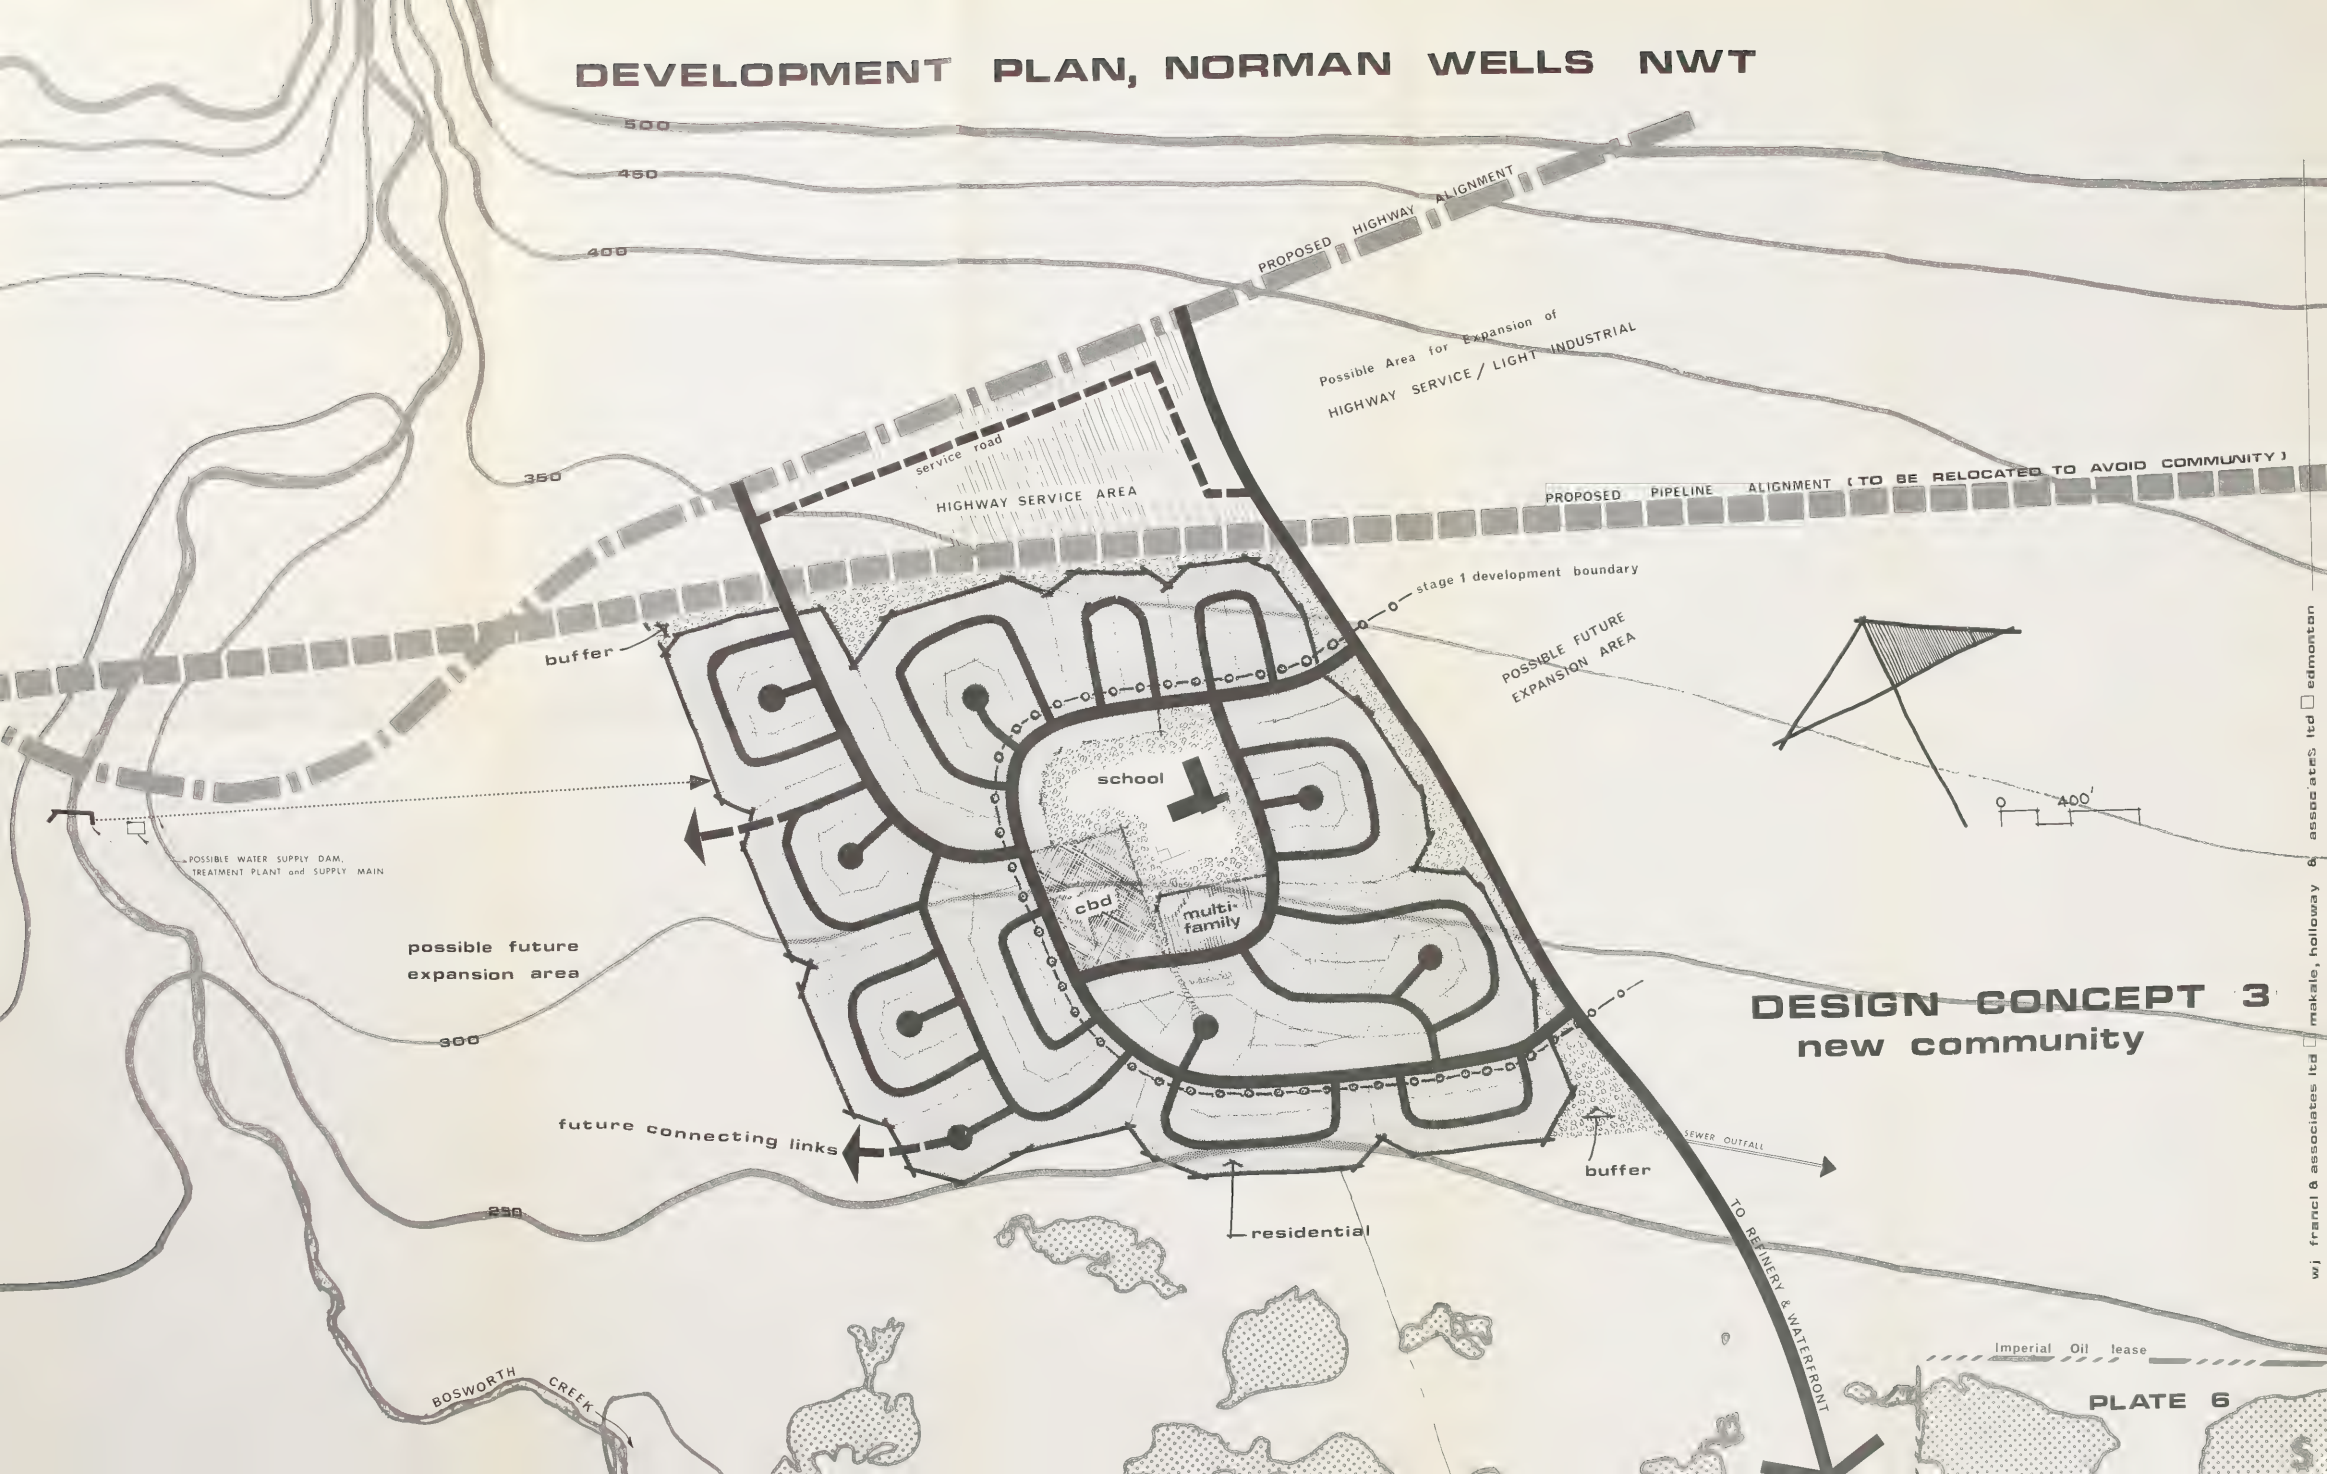 DEVELOPMENT PLAN, NORMAN WELLS NWT
500
450
400
350
PROPOSED HIGHWAY ALIGNMENT
Possible Area for Expansion of
HIGHWAY SERVICE / LIGHT INDUSTRIAL
service road
HIGHWAY SERVICE AREA
PROPOSED PIPELINE ALIGNMENT (TO BE RELOCATED TO AVOID COMMUNITY)
stage 1 development boundary
buffer
POSSIBLE FUTURE
EXPANSION AREA
school
0 400'
POSSIBLE WATER SUPPLY DAM,
TREATMENT PLANT and SUPPLY MAIN
cbd
multi-
family
possible future
expansion area
300
DESIGN CONCEPT 3
new community
future connecting links
SEWER OUTFALL
buffer
250
residential
TO REFINERY & WATERFRONT
BOSWORTH CREEK
Imperial Oil lease
PLATE 6
S
wj francl & associates ltd □ makale, holloway & associates ltd □ edmonton